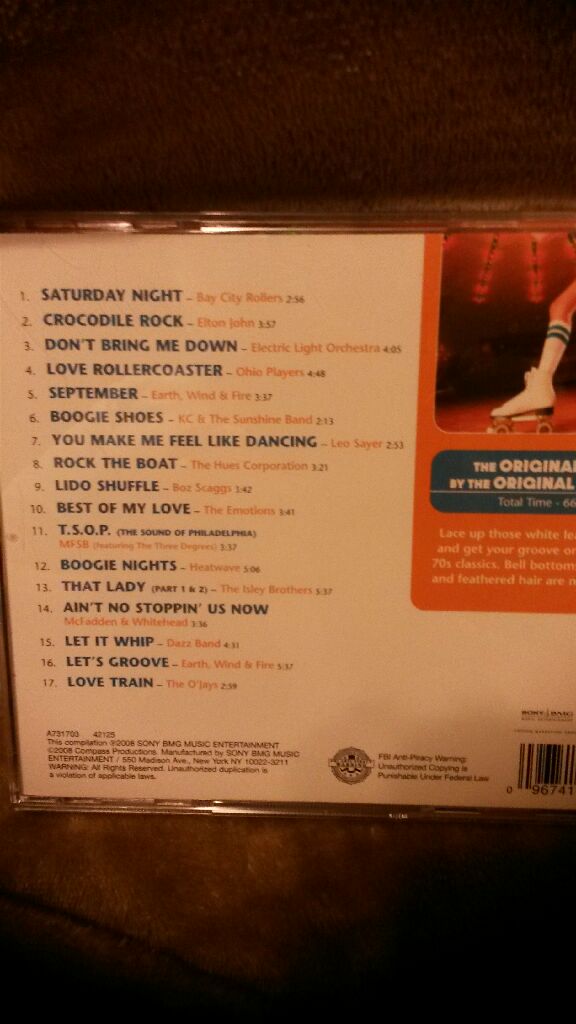 1. SATURDAY NIGHT – Bay City Rollers 2:56
2. CROCODILE ROCK – Elton John 3:57
3. DON'T BRING ME DOWN – Electric Light Orchestra 4:05
4. LOVE ROLLERCOASTER – Ohio Players 4:48
5. SEPTEMBER – Earth, Wind & Fire 3:37
6. BOOGIE SHOES – KC & The Sunshine Band 2:13
7. YOU MAKE ME FEEL LIKE DANCING – Leo Sayer 2:53
8. ROCK THE BOAT – The Hues Corporation 3:21
9. LIDO SHUFFLE – Boz Scaggs 3:42
10. BEST OF MY LOVE – The Emotions 3:41
11. T.S.O.P. (THE SOUND OF PHILADELPHIA)
MFSB (featuring The Three Degrees) 3:37
12. BOOGIE NIGHTS – Heatwave 5:06
13. THAT LADY (PART 1 & 2) – The Isley Brothers 5:37
14. AIN'T NO STOPPIN' US NOW
McFadden & Whitehead 3:36
15. LET IT WHIP – Dazz Band 4:31
16. LET'S GROOVE – Earth, Wind & Fire 5:37
17. LOVE TRAIN – The O'Jays 2:59
THE ORIGINAL
BY THE ORIGINAL
Total Time - 66
Lace up those white lea
and get your groove on
70s classics. Bell bottom
and feathered hair are n
A731703 42125
This compilation ℗2008 SONY BMG MUSIC ENTERTAINMENT
©2008 Compass Productions. Manufactured by SONY BMG MUSIC
ENTERTAINMENT / 550 Madison Ave., New York NY 10022-3211
WARNING: All Rights Reserved. Unauthorized duplication is
a violation of applicable laws.
FBI Anti-Piracy Warning:
Unauthorized Copying is
Punishable Under Federal Law
SONY BMG
0 96741